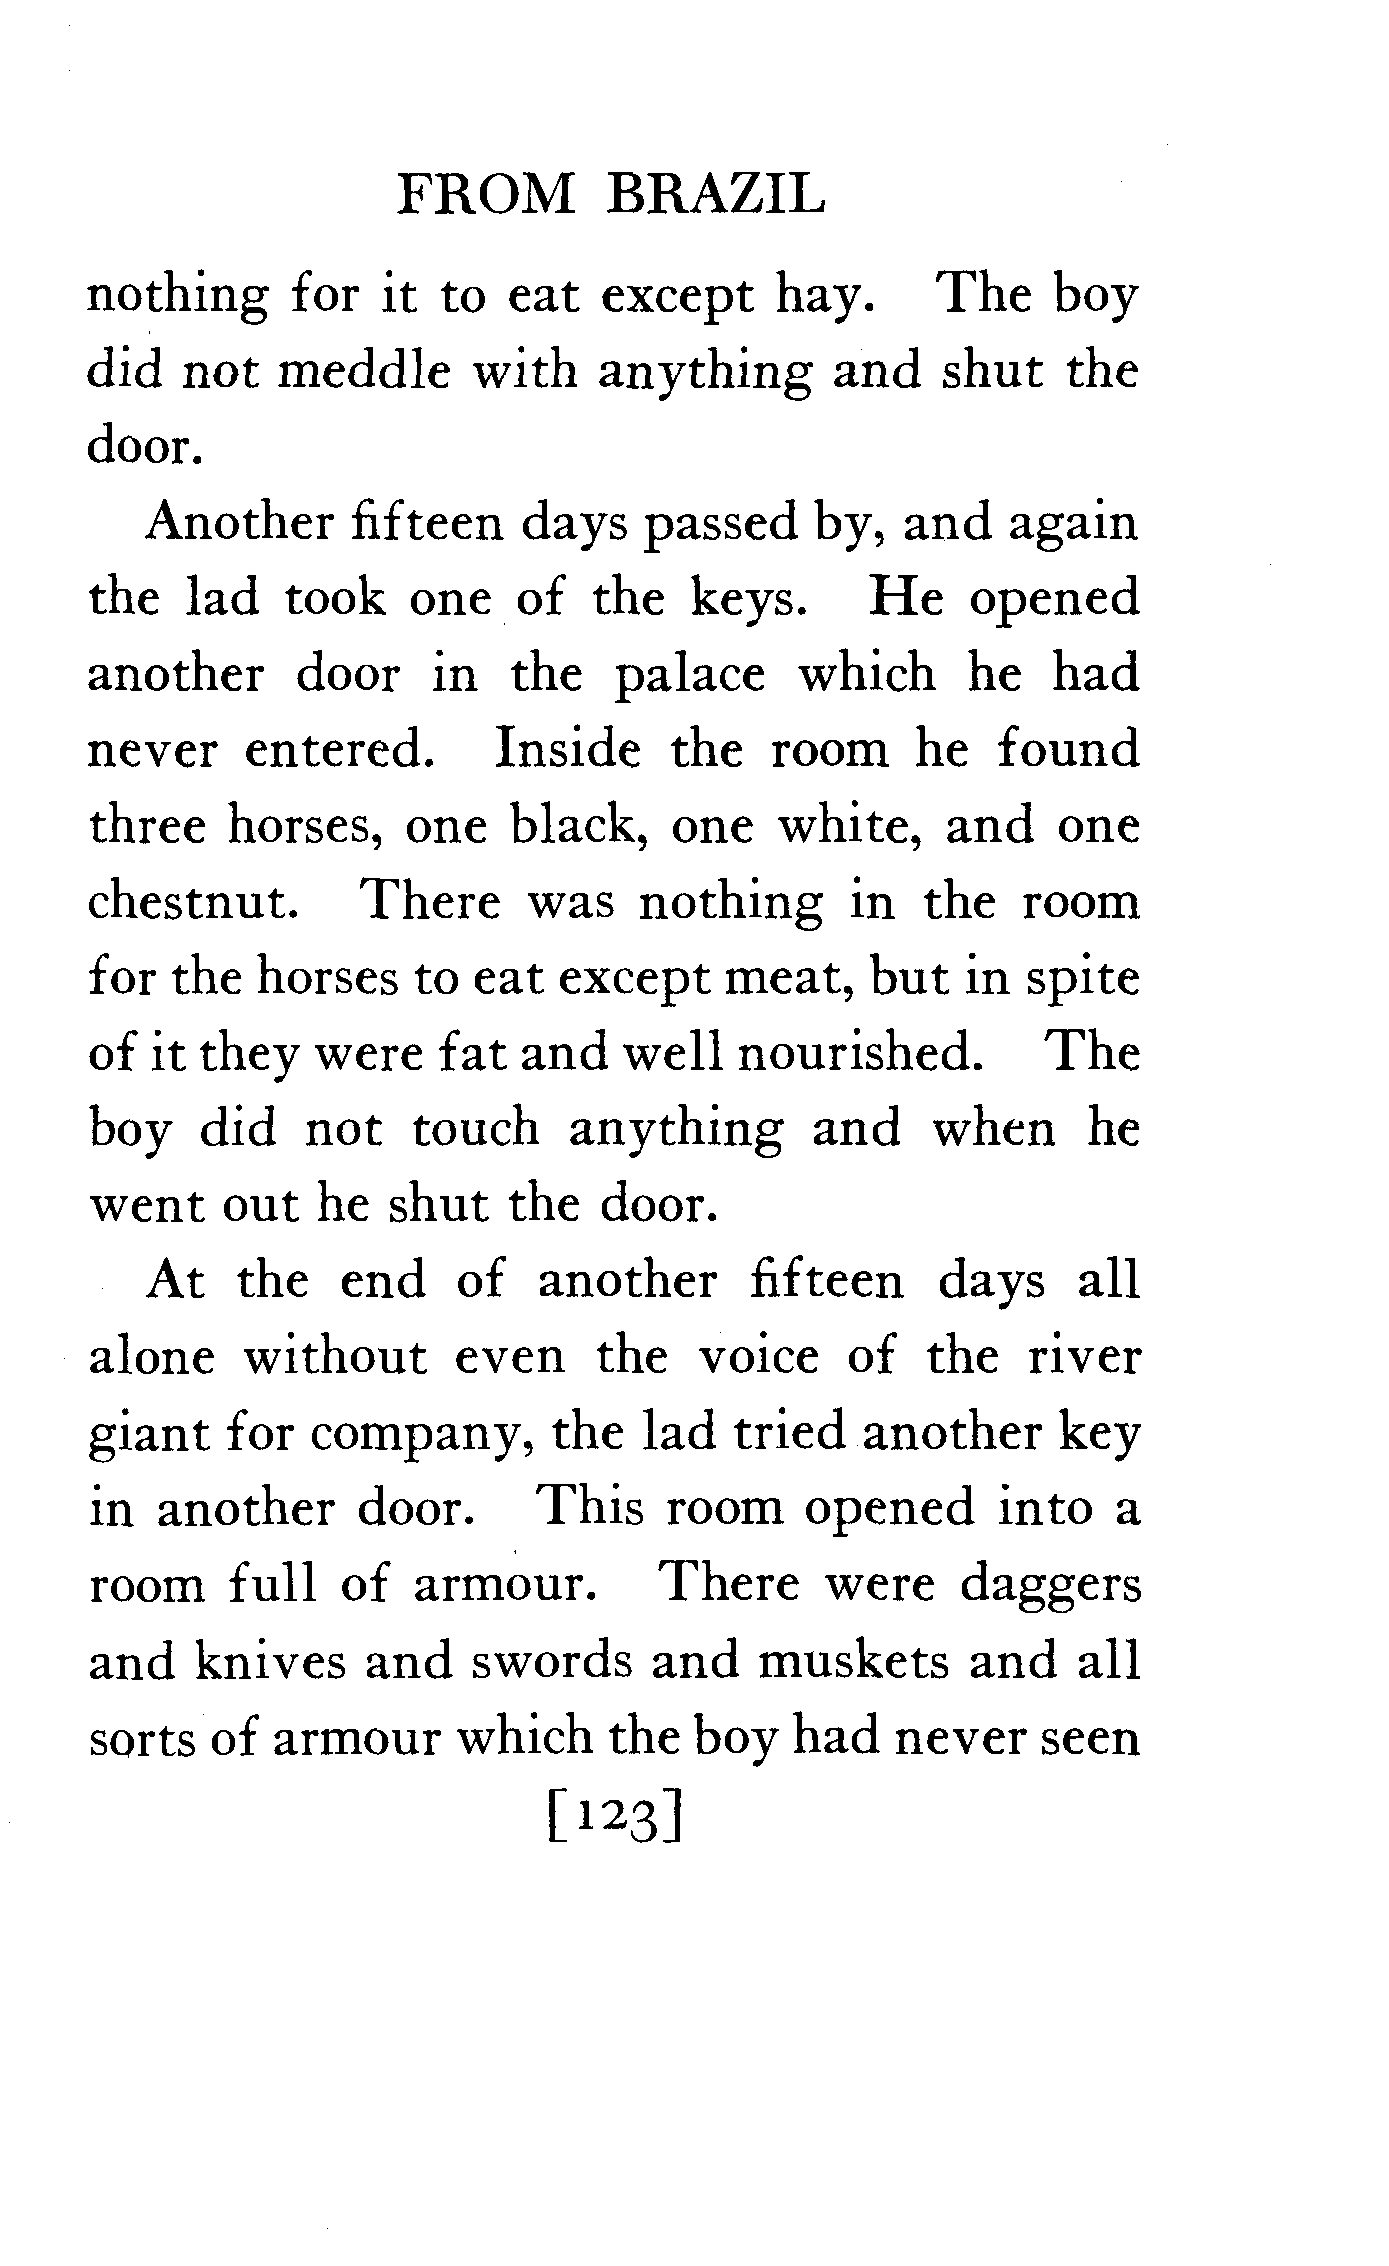 FROM BRAZIL
nothing for it to eat except hay. The boy
did not meddle with anything and shut the
door.
Another fifteen days passed by, and again
the lad took one of the keys. He opened
another door in the palace which he had
never entered. Inside the room he found
three horses, one black, one white, and one
chestnut. There was nothing in the room
for the horses to eat except meat, but in spite
of it they were fat and well nourished. The
boy did not touch anything and when he
went out he shut the door.
At the end of another fifteen days all
alone without even the voice of the river
giant for company, the lad tried another key
in another door. This room opened into a
room full of armour. There were daggers
and knives and swords and muskets and all
sorts of armour which the boy had never seen
[123]